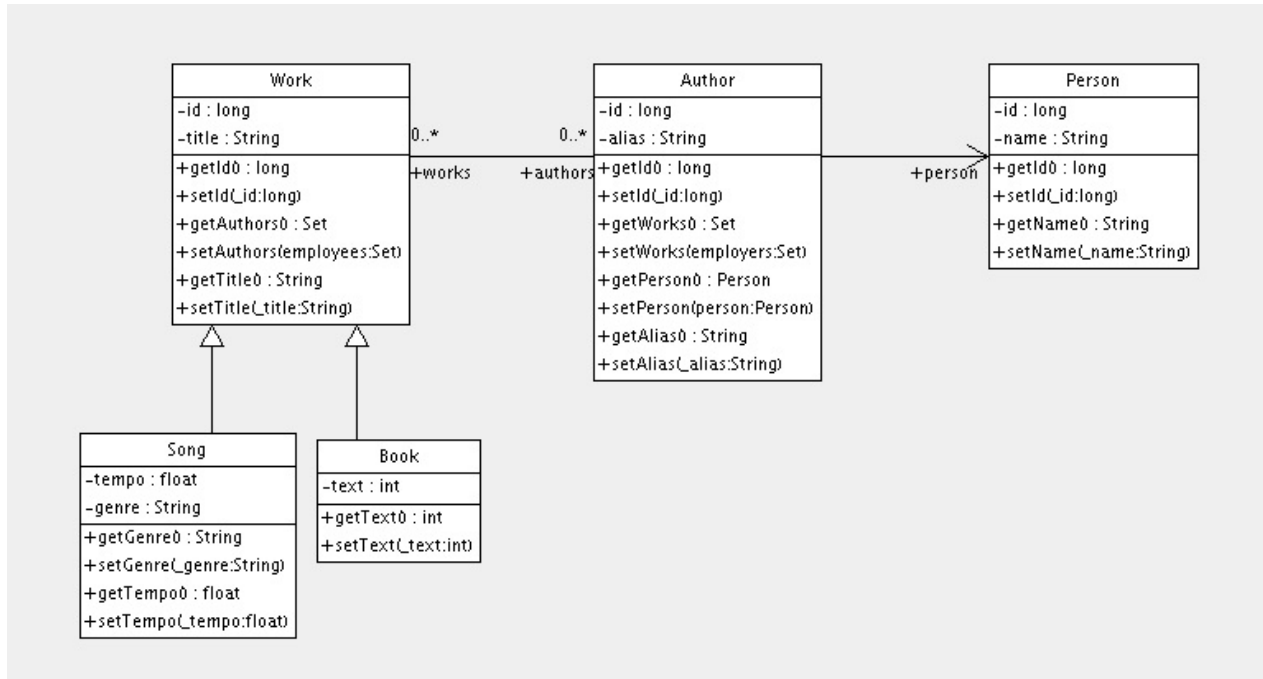 Work
-id : long
-title : String
+getId() : long
+setId(_id:long)
+getAuthors() : Set
+setAuthors(employees:Set)
+getTitle() : String
+setTitle(_title:String)
0..*
+works
0..*
+authors
Author
-id : long
-alias : String
+getId() : long
+setId(_id:long)
+getWorks() : Set
+setWorks(employers:Set)
+getPerson() : Person
+setPerson(person:Person)
+getAlias() : String
+setAlias(_alias:String)
+person
Person
-id : long
-name : String
+getId() : long
+setId(_id:long)
+getName() : String
+setName(_name:String)
Song
-tempo : float
-genre : String
+getGenre() : String
+setGenre(_genre:String)
+getTempo() : float
+setTempo(_tempo:float)
Book
-text : int
+getText() : int
+setText(_text:int)